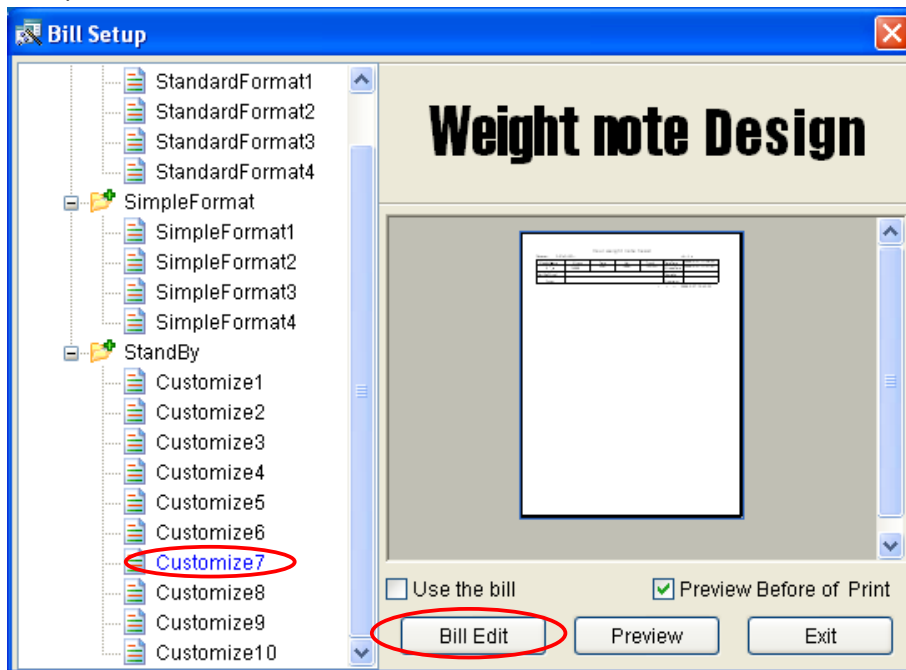 Bill Setup
StandardFormat1
StandardFormat2
StandardFormat3
StandardFormat4
SimpleFormat
SimpleFormat1
SimpleFormat2
SimpleFormat3
SimpleFormat4
StandBy
Customize1
Customize2
Customize3
Customize4
Customize5
Customize6
Customize7
Customize8
Customize9
Customize10
Weight note Design
Use the bill
Preview Before of Print
Bill Edit
Preview
Exit